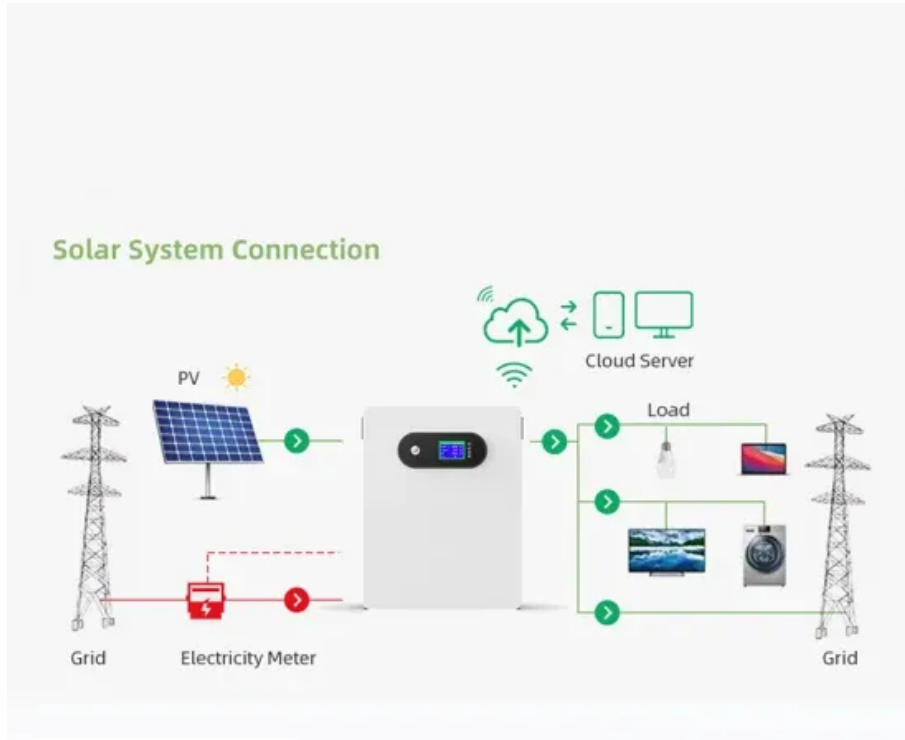 Solar System Connection
Cloud Server
PV
Load
Grid
Electricity Meter
Grid